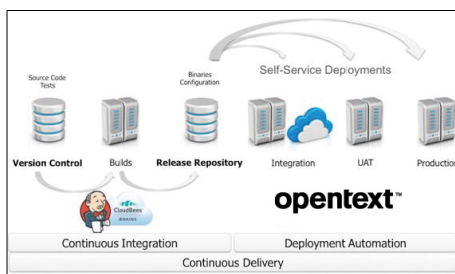 Self-Service Deployments
Source Code
Tests
Binaries
Configuration
Version Control
Builds
Release Repository
Integration
UAT
Production
CloudBees
opentext™
Continuous Integration
Deployment Automation
Continuous Delivery